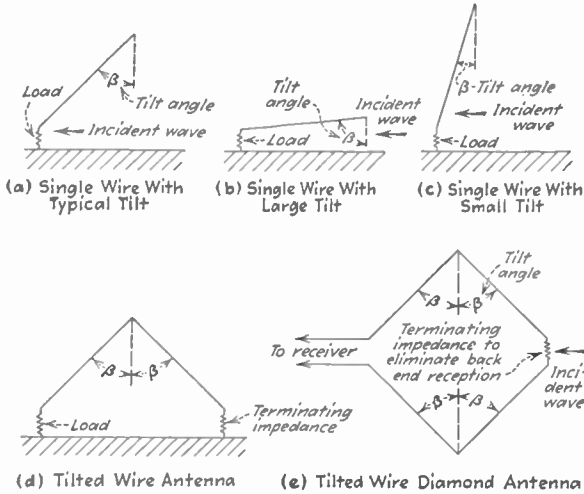 Load
β
Tilt angle
Incident wave
(a) Single Wire With
Typical Tilt
Tilt
angle
Incident
wave
β
Load
(b) Single Wire With
Large Tilt
β-Tilt angle
Incident
wave
Load
(c) Single Wire With
Small Tilt
β β
Load
Terminating
impedance
(d) Tilted Wire Antenna
Tilt
angle
β β
To receiver
Terminating
impedance to
eliminate back
end reception
Inci-
dent
wave
β β
(e) Tilted Wire Diamond Antenna